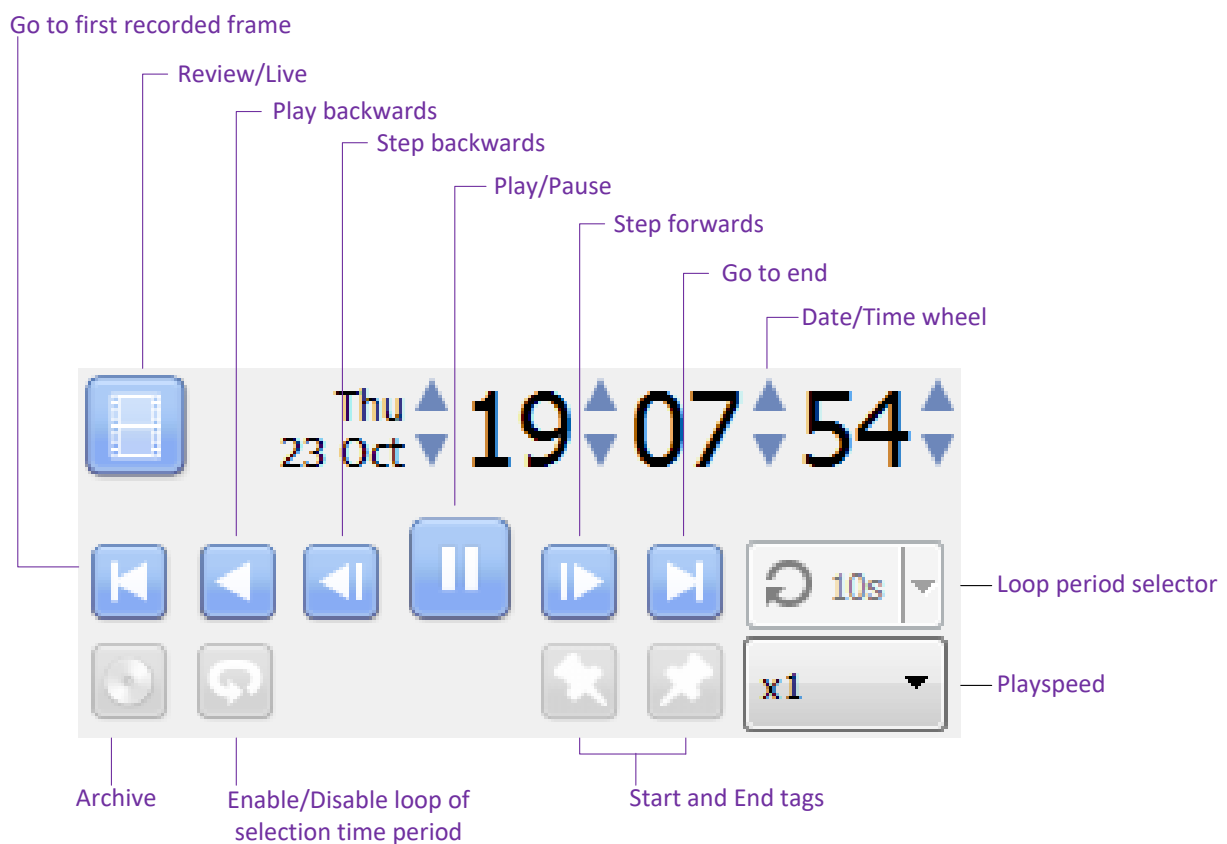 Go to first recorded frame
Review/Live
Play backwards
Step backwards
Play/Pause
Step forwards
Go to end
Date/Time wheel
Thu
23 Oct
19 07 54
10s
Loop period selector
x1
Playspeed
Archive
Enable/Disable loop of
selection time period
Start and End tags